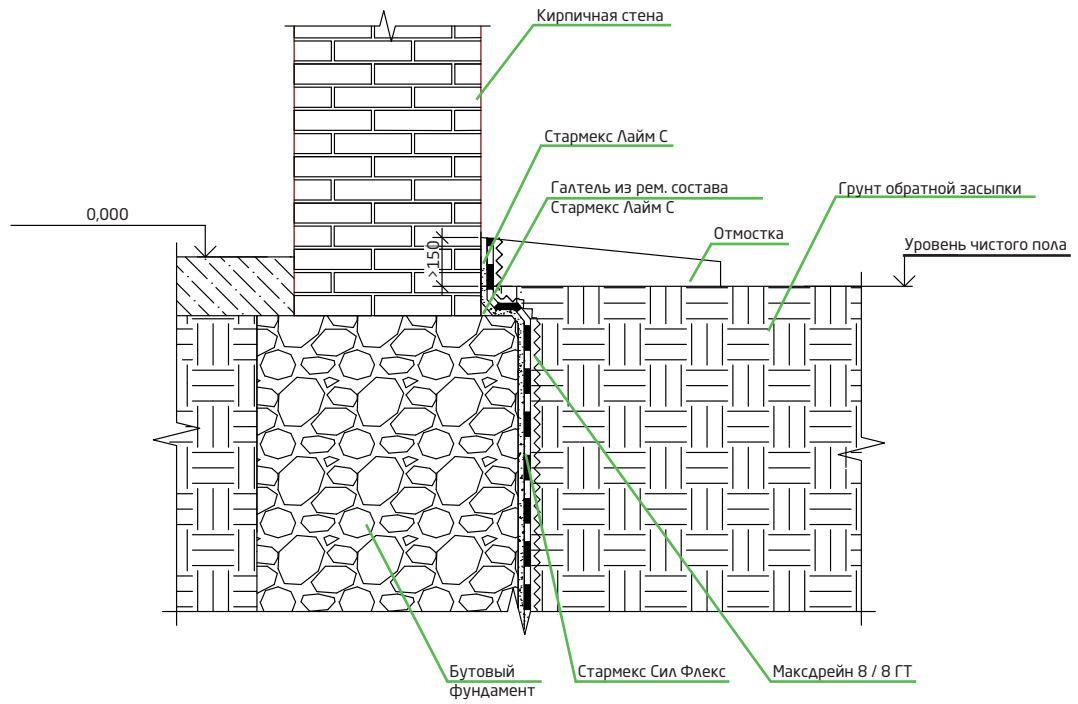 Кирпичная стена
Стармекс Лайм С
Галтель из рем. состава
Стармекс Лайм С
Грунт обратной засыпки
0,000
Отмостка
Уровень чистого пола
>150
Бутовый
фундамент
Стармекс Сил Флекс
Максдрейн 8 / 8 ГТ